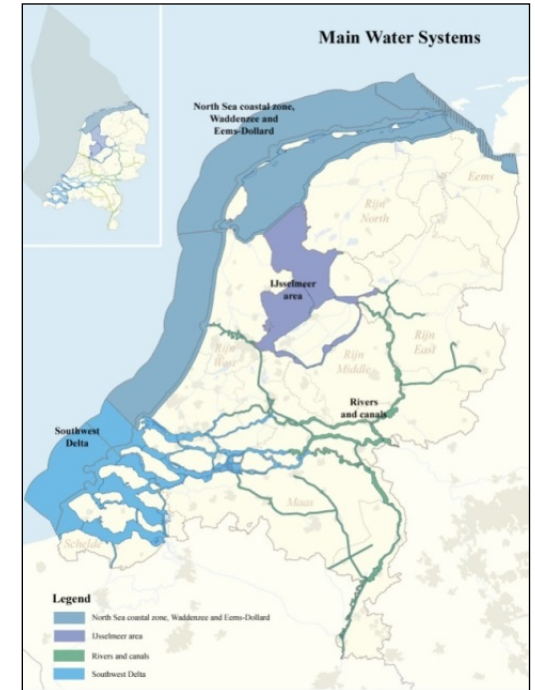 Main Water Systems
North Sea coastal zone,
Waddenzee and
Eems-Dollard
Eems
Rijn
North
IJsselmeer
area
Rijn
West
Rijn
Middle
Rijn
East
Rivers
and canals
Southwest
Delta
Maas
Schelde
Legend
North Sea coastal zone, Waddenzee and Eems-Dollard
IJsselmeer area
Rivers and canals
Southwest Delta